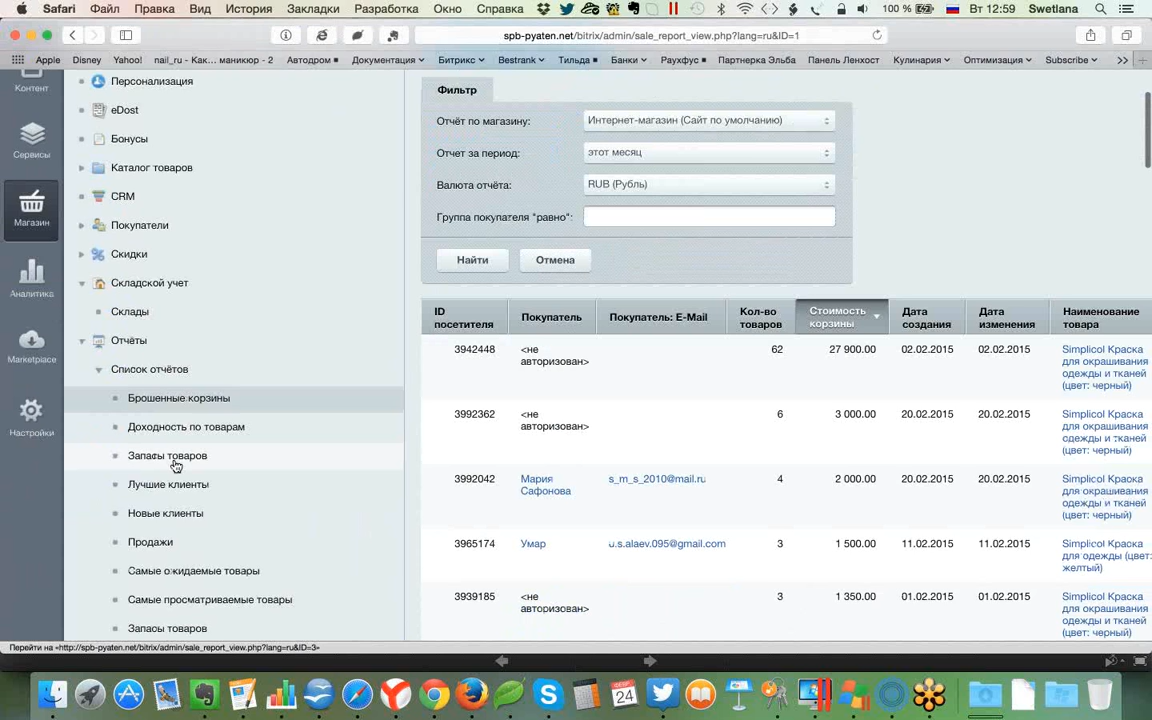 Safari Файл Правка Вид История Закладки Разработка Окно Справка 100 % Вт 12:59 Swetlana
spb-pyaten.net/bitrix/admin/sale_report_view.php?lang=ru&ID=1
Apple Disney Yahoo! nail_ru - Как... маникюр - 2 Автодром Документация Битрикс Bestrank Тильда Банки Раухфус Партнерка Эльба Панель Ленхост Кулинария Оптимизация Subscribe >> +
Контент
Сервисы
Магазин
Аналитика
Marketplace
Настройки
Персонализация
eDost
Бонусы
Каталог товаров
CRM
Покупатели
Скидки
Складской учет
Склады
Отчёты
Список отчётов
Брошенные корзины
Доходность по товарам
Запасы товаров
Лучшие клиенты
Новые клиенты
Продажи
Самые ожидаемые товары
Самые просматриваемые товары
Запасы товаров
Фильтр
Отчёт по магазину: Интернет-магазин (Сайт по умолчанию)
Отчет за период: этот месяц
Валюта отчёта: RUB (Рубль)
Группа покупателя "равно":
Найти Отмена
ID посетителя Покупатель Покупатель: E-Mail Кол-во товаров Стоимость корзины Дата создания Дата изменения Наименование товара
3942448 <не авторизован> 62 27 900.00 02.02.2015 02.02.2015 Simplicol Краска для окрашивания одежды и тканей (цвет: черный)
3992362 <не авторизован> 6 3 000.00 20.02.2015 20.02.2015 Simplicol Краска для окрашивания одежды и тканей (цвет: черный)
3992042 Мария Сафонова s_m_s_2010@mail.ru 4 2 000.00 20.02.2015 20.02.2015 Simplicol Краска для окрашивания одежды и тканей (цвет: черный)
3965174 Умар u.s.alaev.095@gmail.com 3 1 500.00 11.02.2015 11.02.2015 Simplicol Краска для одежды (цвет: желтый)
3939185 <не авторизован> 3 1 350.00 01.02.2015 01.02.2015 Simplicol Краска для окрашивания одежды и тканей (цвет: черный)
Перейти на «http://spb-pyaten.net/bitrix/admin/sale_report_view.php?lang=ru&ID=3»
24